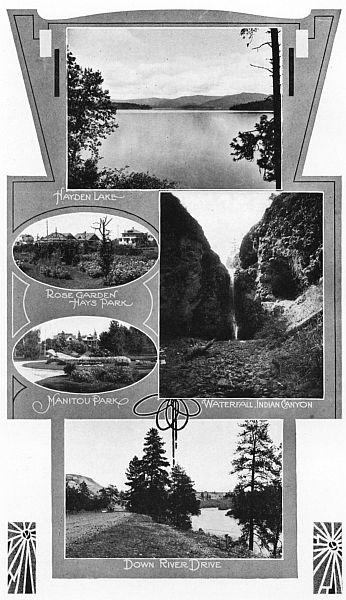 Hayden Lake
Rose Garden
Hays Park
Manitou Park
Waterfall, Indian Canyon
Down River Drive